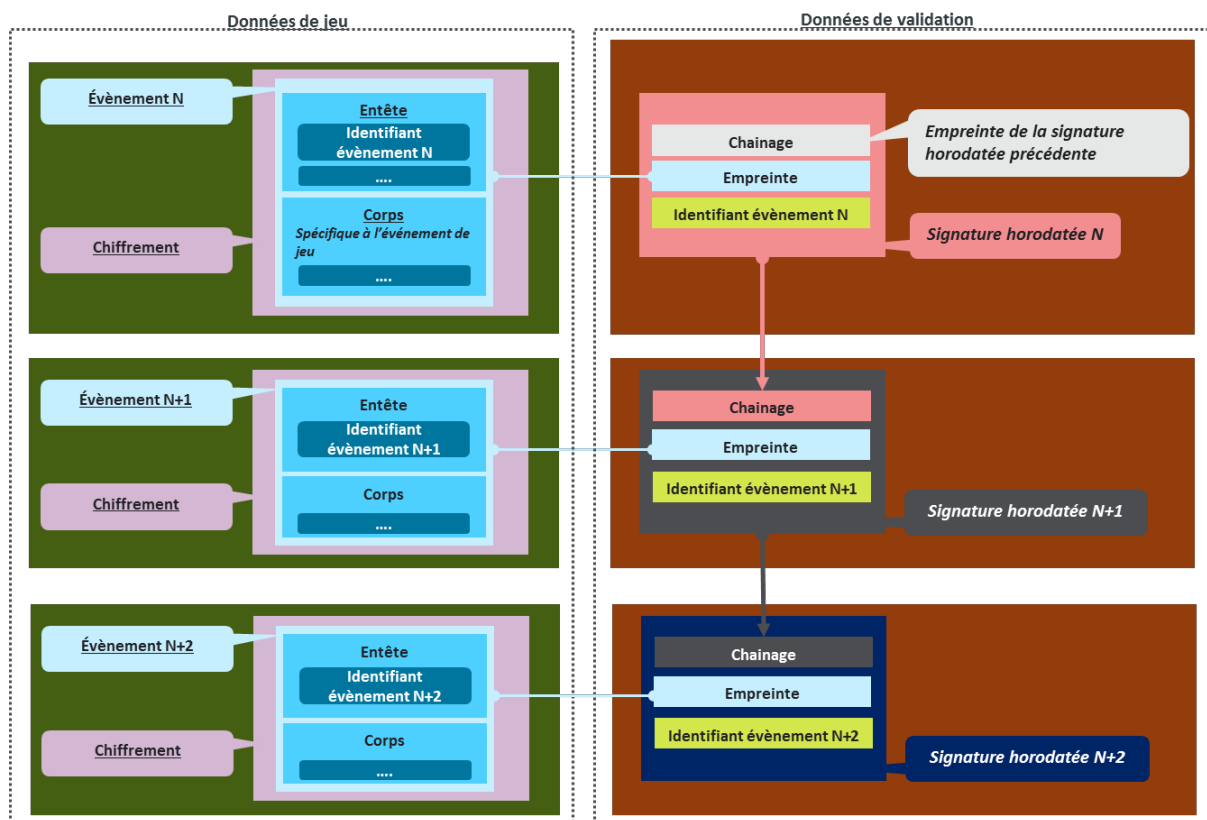 Données de jeu
Évènement N
Entête
Identifiant
évènement N
....
Corps
Spécifique à l'événement de
jeu
....
Chiffrement
Évènement N+1
Entête
Identifiant
évènement N+1
Corps
....
Chiffrement
Évènement N+2
Entête
Identifiant
évènement N+2
Corps
....
Chiffrement
Données de validation
Chainage
Empreinte
Identifiant évènement N
Empreinte de la signature
horodatée précédente
Signature horodatée N
Chainage
Empreinte
Identifiant évènement N+1
Signature horodatée N+1
Chainage
Empreinte
Identifiant évènement N+2
Signature horodatée N+2